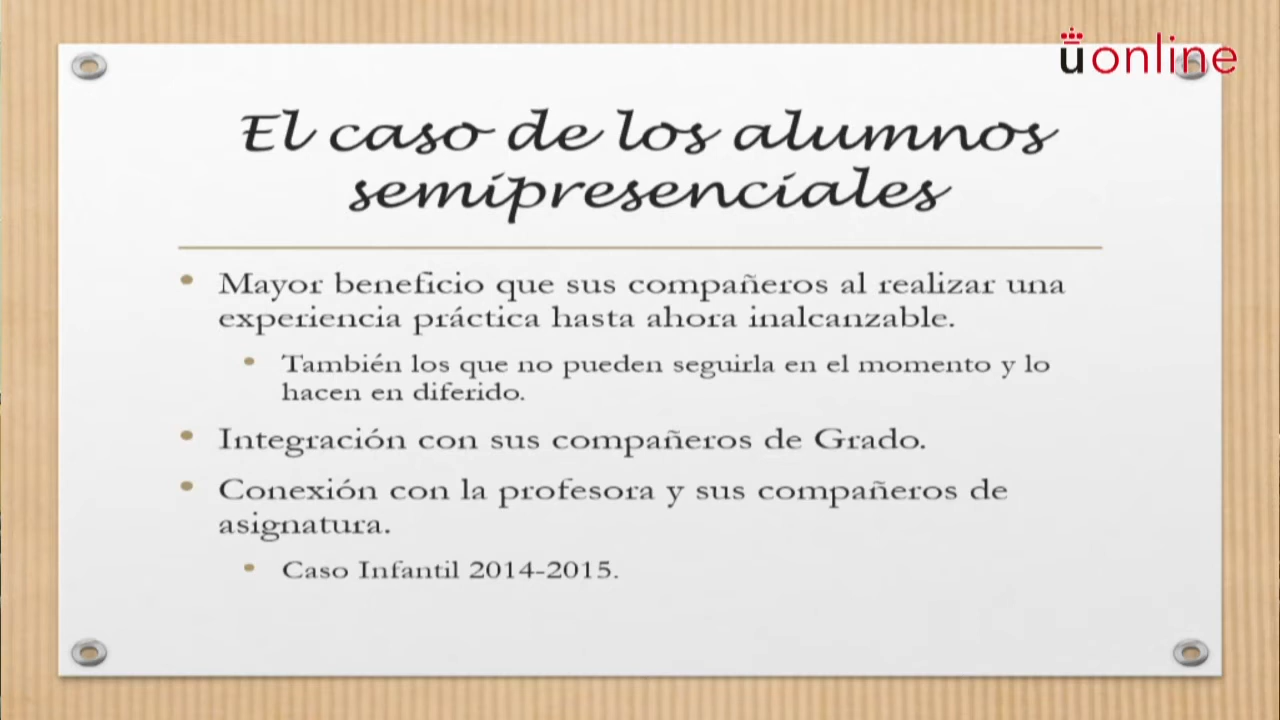 uonline
El caso de los alumnos
semipresenciales
• Mayor beneficio que sus compañeros al realizar una
experiencia práctica hasta ahora inalcanzable.
• También los que no pueden seguirla en el momento y lo
hacen en diferido.
• Integración con sus compañeros de Grado.
• Conexión con la profesora y sus compañeros de
asignatura.
• Caso Infantil 2014-2015.